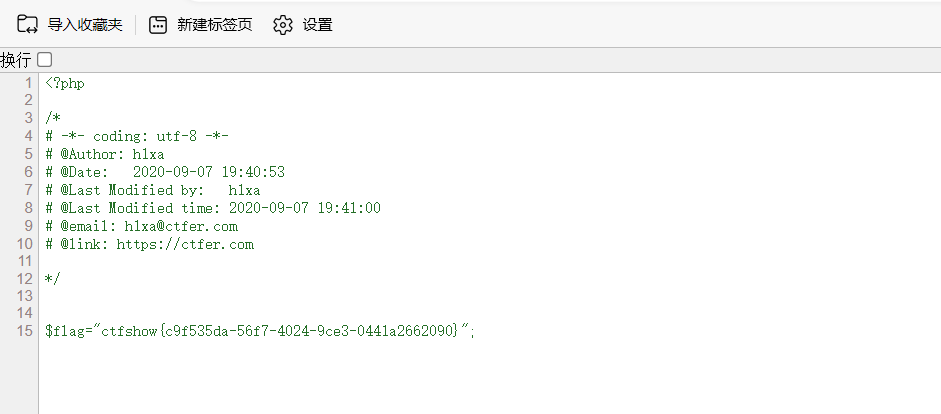 导入收藏夹 新建标签页 设置
换行
1 <?php
2
3 /*
4 # -*- coding: utf-8 -*-
5 # @Author: h1xa
6 # @Date:   2020-09-07 19:40:53
7 # @Last Modified by:   h1xa
8 # @Last Modified time: 2020-09-07 19:41:00
9 # @email: h1xa@ctfer.com
10 # @link: https://ctfer.com
11
12 */
13
14
15 $flag="ctfshow{c9f535da-56f7-4024-9ce3-0441a2662090}";